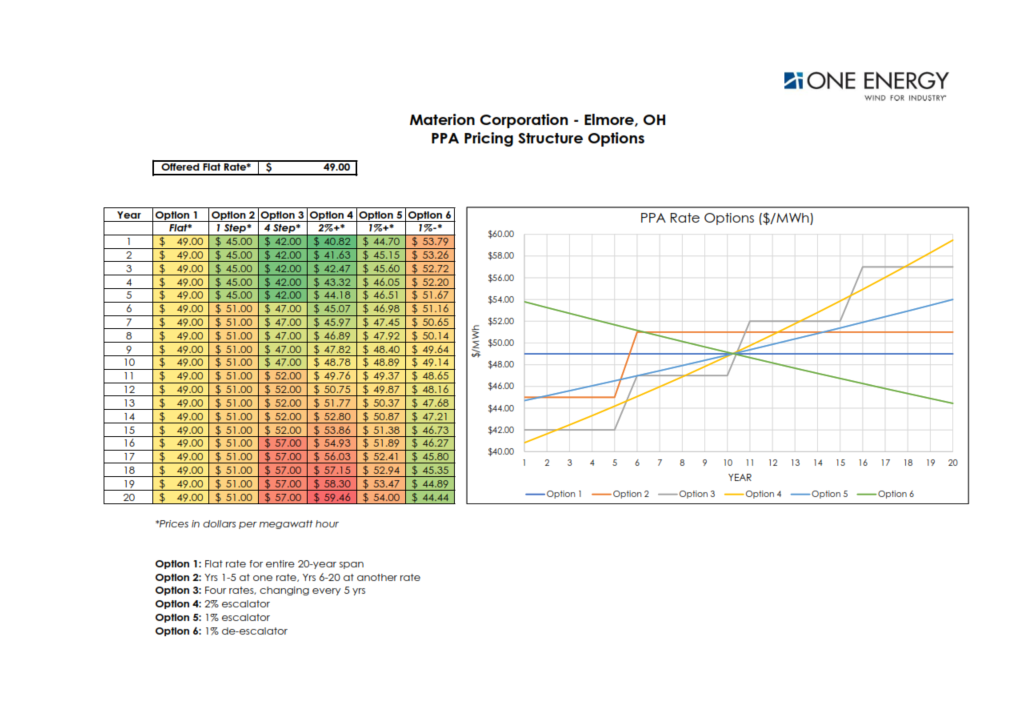 ONE ENERGY
WIND FOR INDUSTRY
Materion Corporation - Elmore, OH
PPA Pricing Structure Options
Offered Flat Rate* $ 49.00
Year Option 1 Option 2 Option 3 Option 4 Option 5 Option 6
Flat* 1 Step* 4 Step* 2%+* 1%+* 1%-*
1 $ 49.00 $ 45.00 $ 42.00 $ 40.82 $ 44.70 $ 53.79
2 $ 49.00 $ 45.00 $ 42.00 $ 41.63 $ 45.15 $ 53.26
3 $ 49.00 $ 45.00 $ 42.00 $ 42.47 $ 45.60 $ 52.72
4 $ 49.00 $ 45.00 $ 42.00 $ 43.32 $ 46.05 $ 52.20
5 $ 49.00 $ 45.00 $ 42.00 $ 44.18 $ 46.51 $ 51.67
6 $ 49.00 $ 51.00 $ 47.00 $ 45.07 $ 46.98 $ 51.16
7 $ 49.00 $ 51.00 $ 47.00 $ 45.97 $ 47.45 $ 50.65
8 $ 49.00 $ 51.00 $ 47.00 $ 46.89 $ 47.92 $ 50.14
9 $ 49.00 $ 51.00 $ 47.00 $ 47.82 $ 48.40 $ 49.64
10 $ 49.00 $ 51.00 $ 47.00 $ 48.78 $ 48.89 $ 49.14
11 $ 49.00 $ 51.00 $ 52.00 $ 49.76 $ 49.37 $ 48.65
12 $ 49.00 $ 51.00 $ 52.00 $ 50.75 $ 49.87 $ 48.16
13 $ 49.00 $ 51.00 $ 52.00 $ 51.77 $ 50.37 $ 47.68
14 $ 49.00 $ 51.00 $ 52.00 $ 52.80 $ 50.87 $ 47.21
15 $ 49.00 $ 51.00 $ 52.00 $ 53.86 $ 51.38 $ 46.73
16 $ 49.00 $ 51.00 $ 57.00 $ 54.93 $ 51.89 $ 46.27
17 $ 49.00 $ 51.00 $ 57.00 $ 56.03 $ 52.41 $ 45.80
18 $ 49.00 $ 51.00 $ 57.00 $ 57.15 $ 52.94 $ 45.35
19 $ 49.00 $ 51.00 $ 57.00 $ 58.30 $ 53.47 $ 44.89
20 $ 49.00 $ 51.00 $ 57.00 $ 59.46 $ 54.00 $ 44.44
PPA Rate Options ($/MWh)
$60.00
$58.00
$56.00
$54.00
$52.00
$50.00
$48.00
$46.00
$44.00
$42.00
$40.00
$/MWh
1 2 3 4 5 6 7 8 9 10 11 12 13 14 15 16 17 18 19 20
YEAR
Option 1 Option 2 Option 3 Option 4 Option 5 Option 6
*Prices in dollars per megawatt hour
Option 1: Flat rate for entire 20-year span
Option 2: Yrs 1-5 at one rate, Yrs 6-20 at another rate
Option 3: Four rates, changing every 5 yrs
Option 4: 2% escalator
Option 5: 1% escalator
Option 6: 1% de-escalator